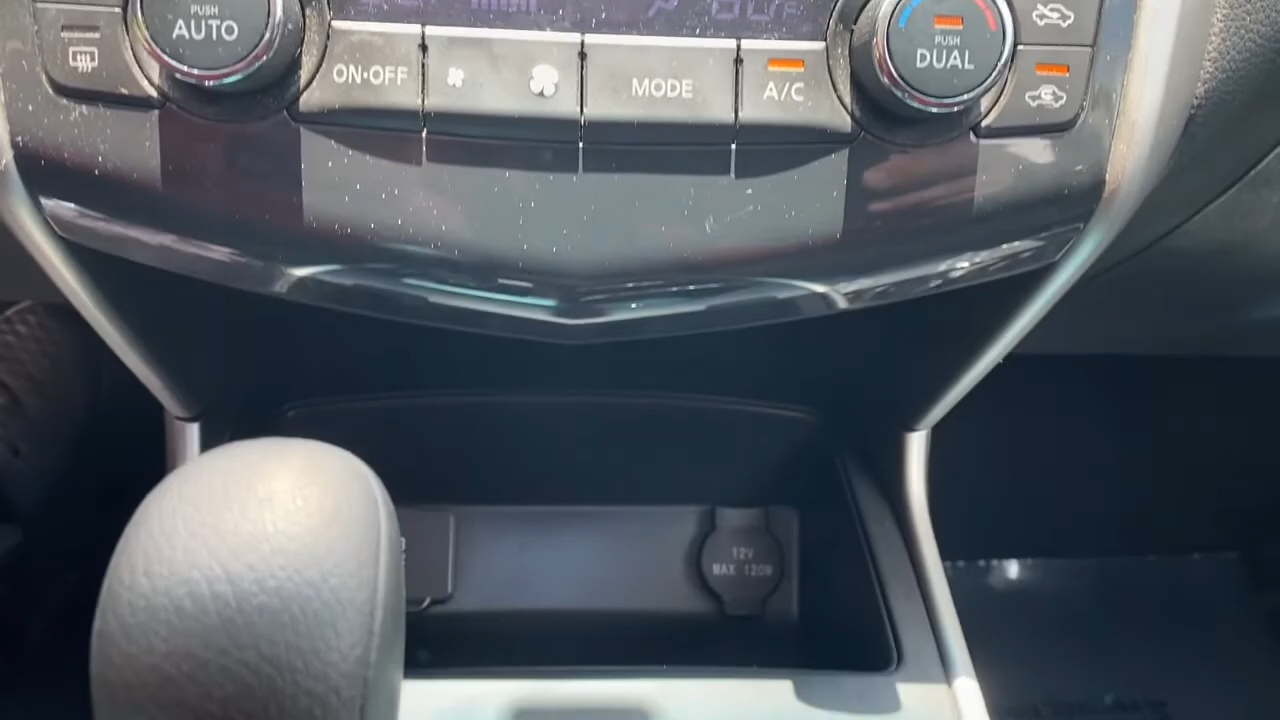 PUSH
AUTO
ON•OFF
MODE
A/C
PUSH
DUAL
12V
MAX 120W